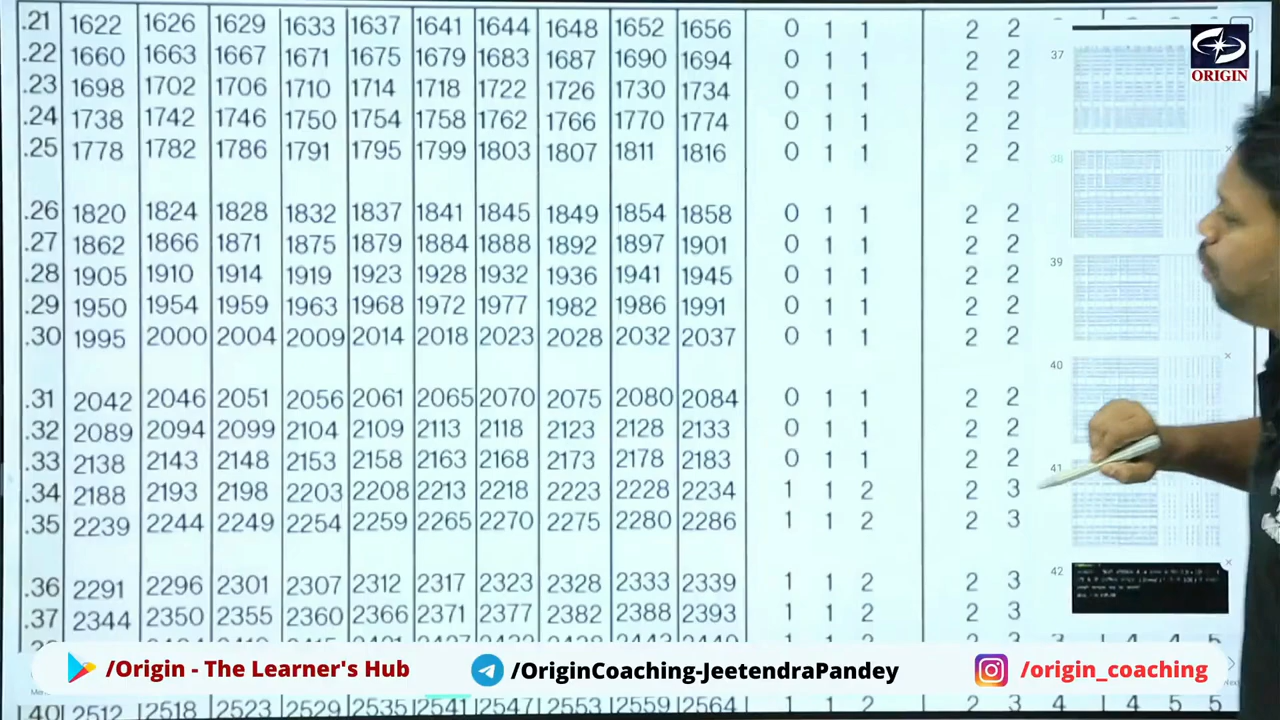 .21 1622 1626 1629 1633 1637 1641 1644 1648 1652 1656 0 1 1 2 2
.22 1660 1663 1667 1671 1675 1679 1683 1687 1690 1694 0 1 1 2 2
.23 1698 1702 1706 1710 1714 1718 1722 1726 1730 1734 0 1 1 2 2
.24 1738 1742 1746 1750 1754 1758 1762 1766 1770 1774 0 1 1 2 2
.25 1778 1782 1786 1791 1795 1799 1803 1807 1811 1816 0 1 1 2 2
.26 1820 1824 1828 1832 1837 1841 1845 1849 1854 1858 0 1 1 2 2
.27 1862 1866 1871 1875 1879 1884 1888 1892 1897 1901 0 1 1 2 2
.28 1905 1910 1914 1919 1923 1928 1932 1936 1941 1945 0 1 1 2 2
.29 1950 1954 1959 1963 1968 1972 1977 1982 1986 1991 0 1 1 2 2
.30 1995 2000 2004 2009 2014 2018 2023 2028 2032 2037 0 1 1 2 2
.31 2042 2046 2051 2056 2061 2065 2070 2075 2080 2084 0 1 1 2 2
.32 2089 2094 2099 2104 2109 2113 2118 2123 2128 2133 0 1 1 2 2
.33 2138 2143 2148 2153 2158 2163 2168 2173 2178 2183 0 1 1 2 2
.34 2188 2193 2198 2203 2208 2213 2218 2223 2228 2234 1 1 2 2 3
.35 2239 2244 2249 2254 2259 2265 2270 2275 2280 2286 1 1 2 2 3
.36 2291 2296 2301 2307 2312 2317 2323 2328 2333 2339 1 1 2 2 3
.37 2344 2350 2355 2360 2366 2371 2377 2382 2388 2393 1 1 2 2 3
40 2512 2518 2523 2529 2535 2541 2547 2553 2559 2564 1 1 2 2 3 4 4 5 5
37
38
39
40
41
42
ORIGIN
/Origin - The Learner's Hub
/OriginCoaching-JeetendraPandey
/origin_coaching